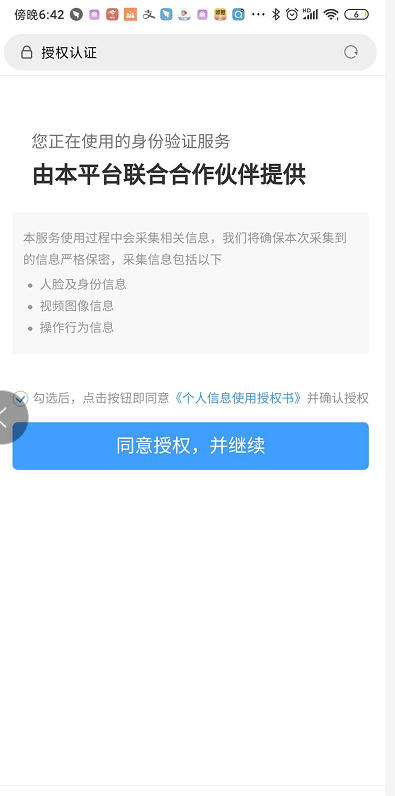 傍晚6:42
HD
6
授权认证
您正在使用的身份验证服务
由本平台联合合作伙伴提供
本服务使用过程中会采集相关信息，我们将确保本次采集到
的信息严格保密，采集信息包括以下
• 人脸及身份信息
• 视频图像信息
• 操作行为信息
勾选后，点击按钮即同意《个人信息使用授权书》并确认授权
同意授权，并继续